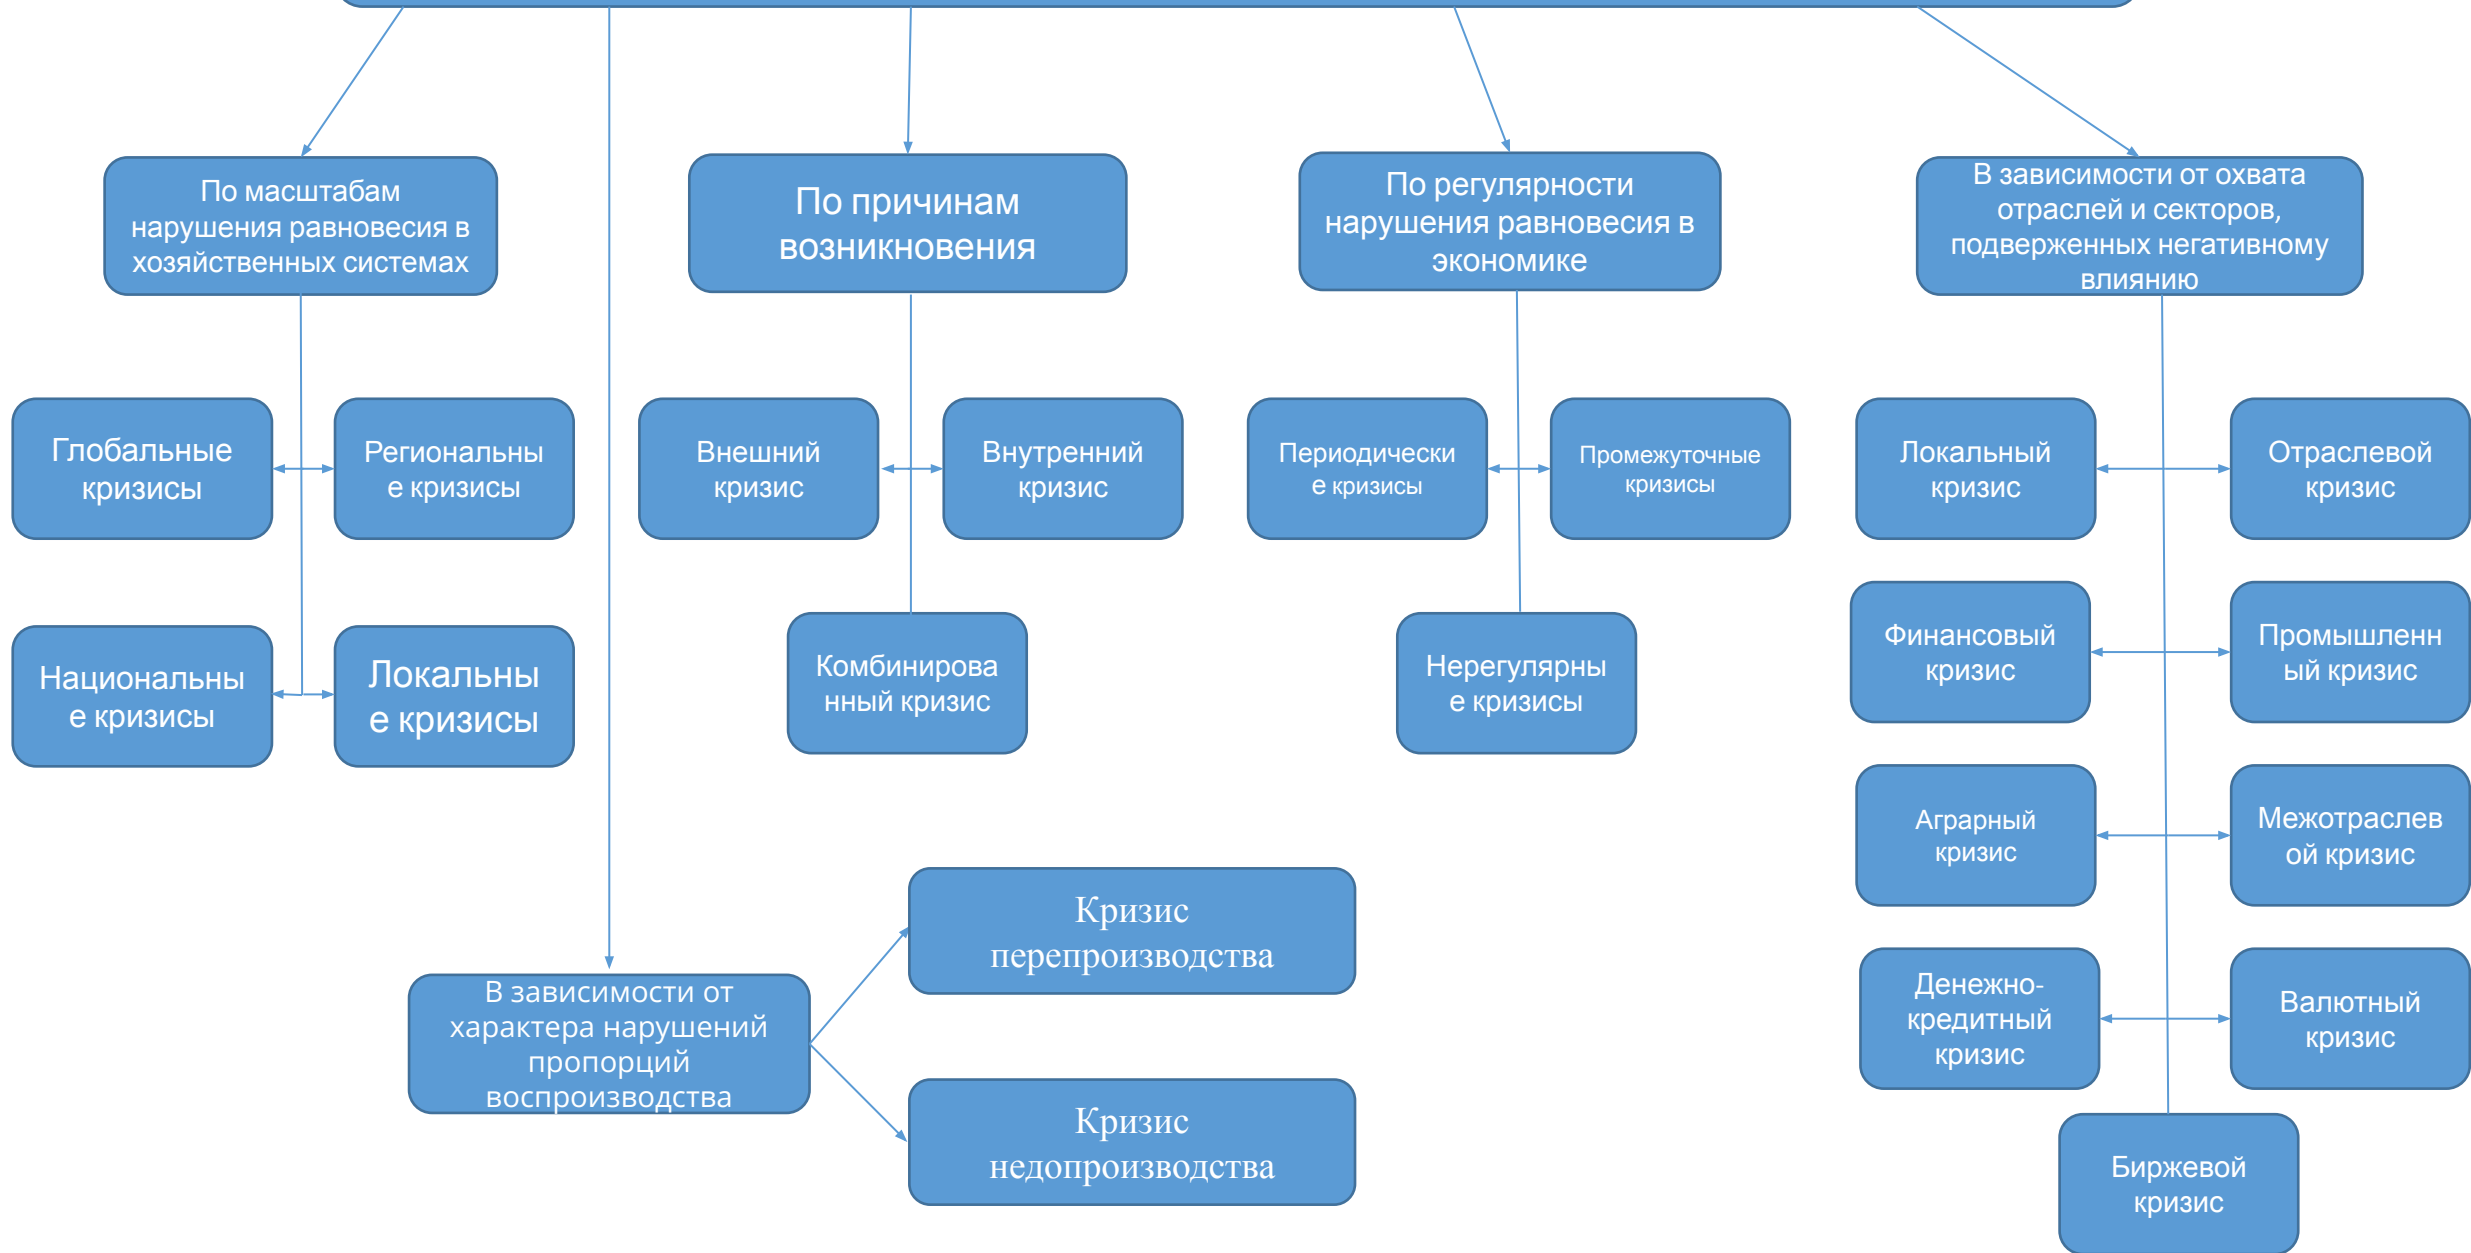 По масштабам
нарушения равновесия в
хозяйственных системах
По причинам
возникновения
По регулярности
нарушения равновесия в
экономике
В зависимости от охвата
отраслей и секторов,
подверженных негативному
влиянию
Глобальные
кризисы
Региональны
е кризисы
Внешний
кризис
Внутренний
кризис
Периодически
е кризисы
Промежуточные
кризисы
Локальный
кризис
Отраслевой
кризис
Национальны
е кризисы
Локальны
е кризисы
Комбинирова
нный кризис
Нерегулярны
е кризисы
Финансовый
кризис
Промышленн
ый кризис
Аграрный
кризис
Межотраслев
ой кризис
В зависимости от
характера нарушений
пропорций
воспроизводства
Кризис
перепроизводства
Кризис
недопроизводства
Денежно-
кредитный
кризис
Валютный
кризис
Биржевой
кризис